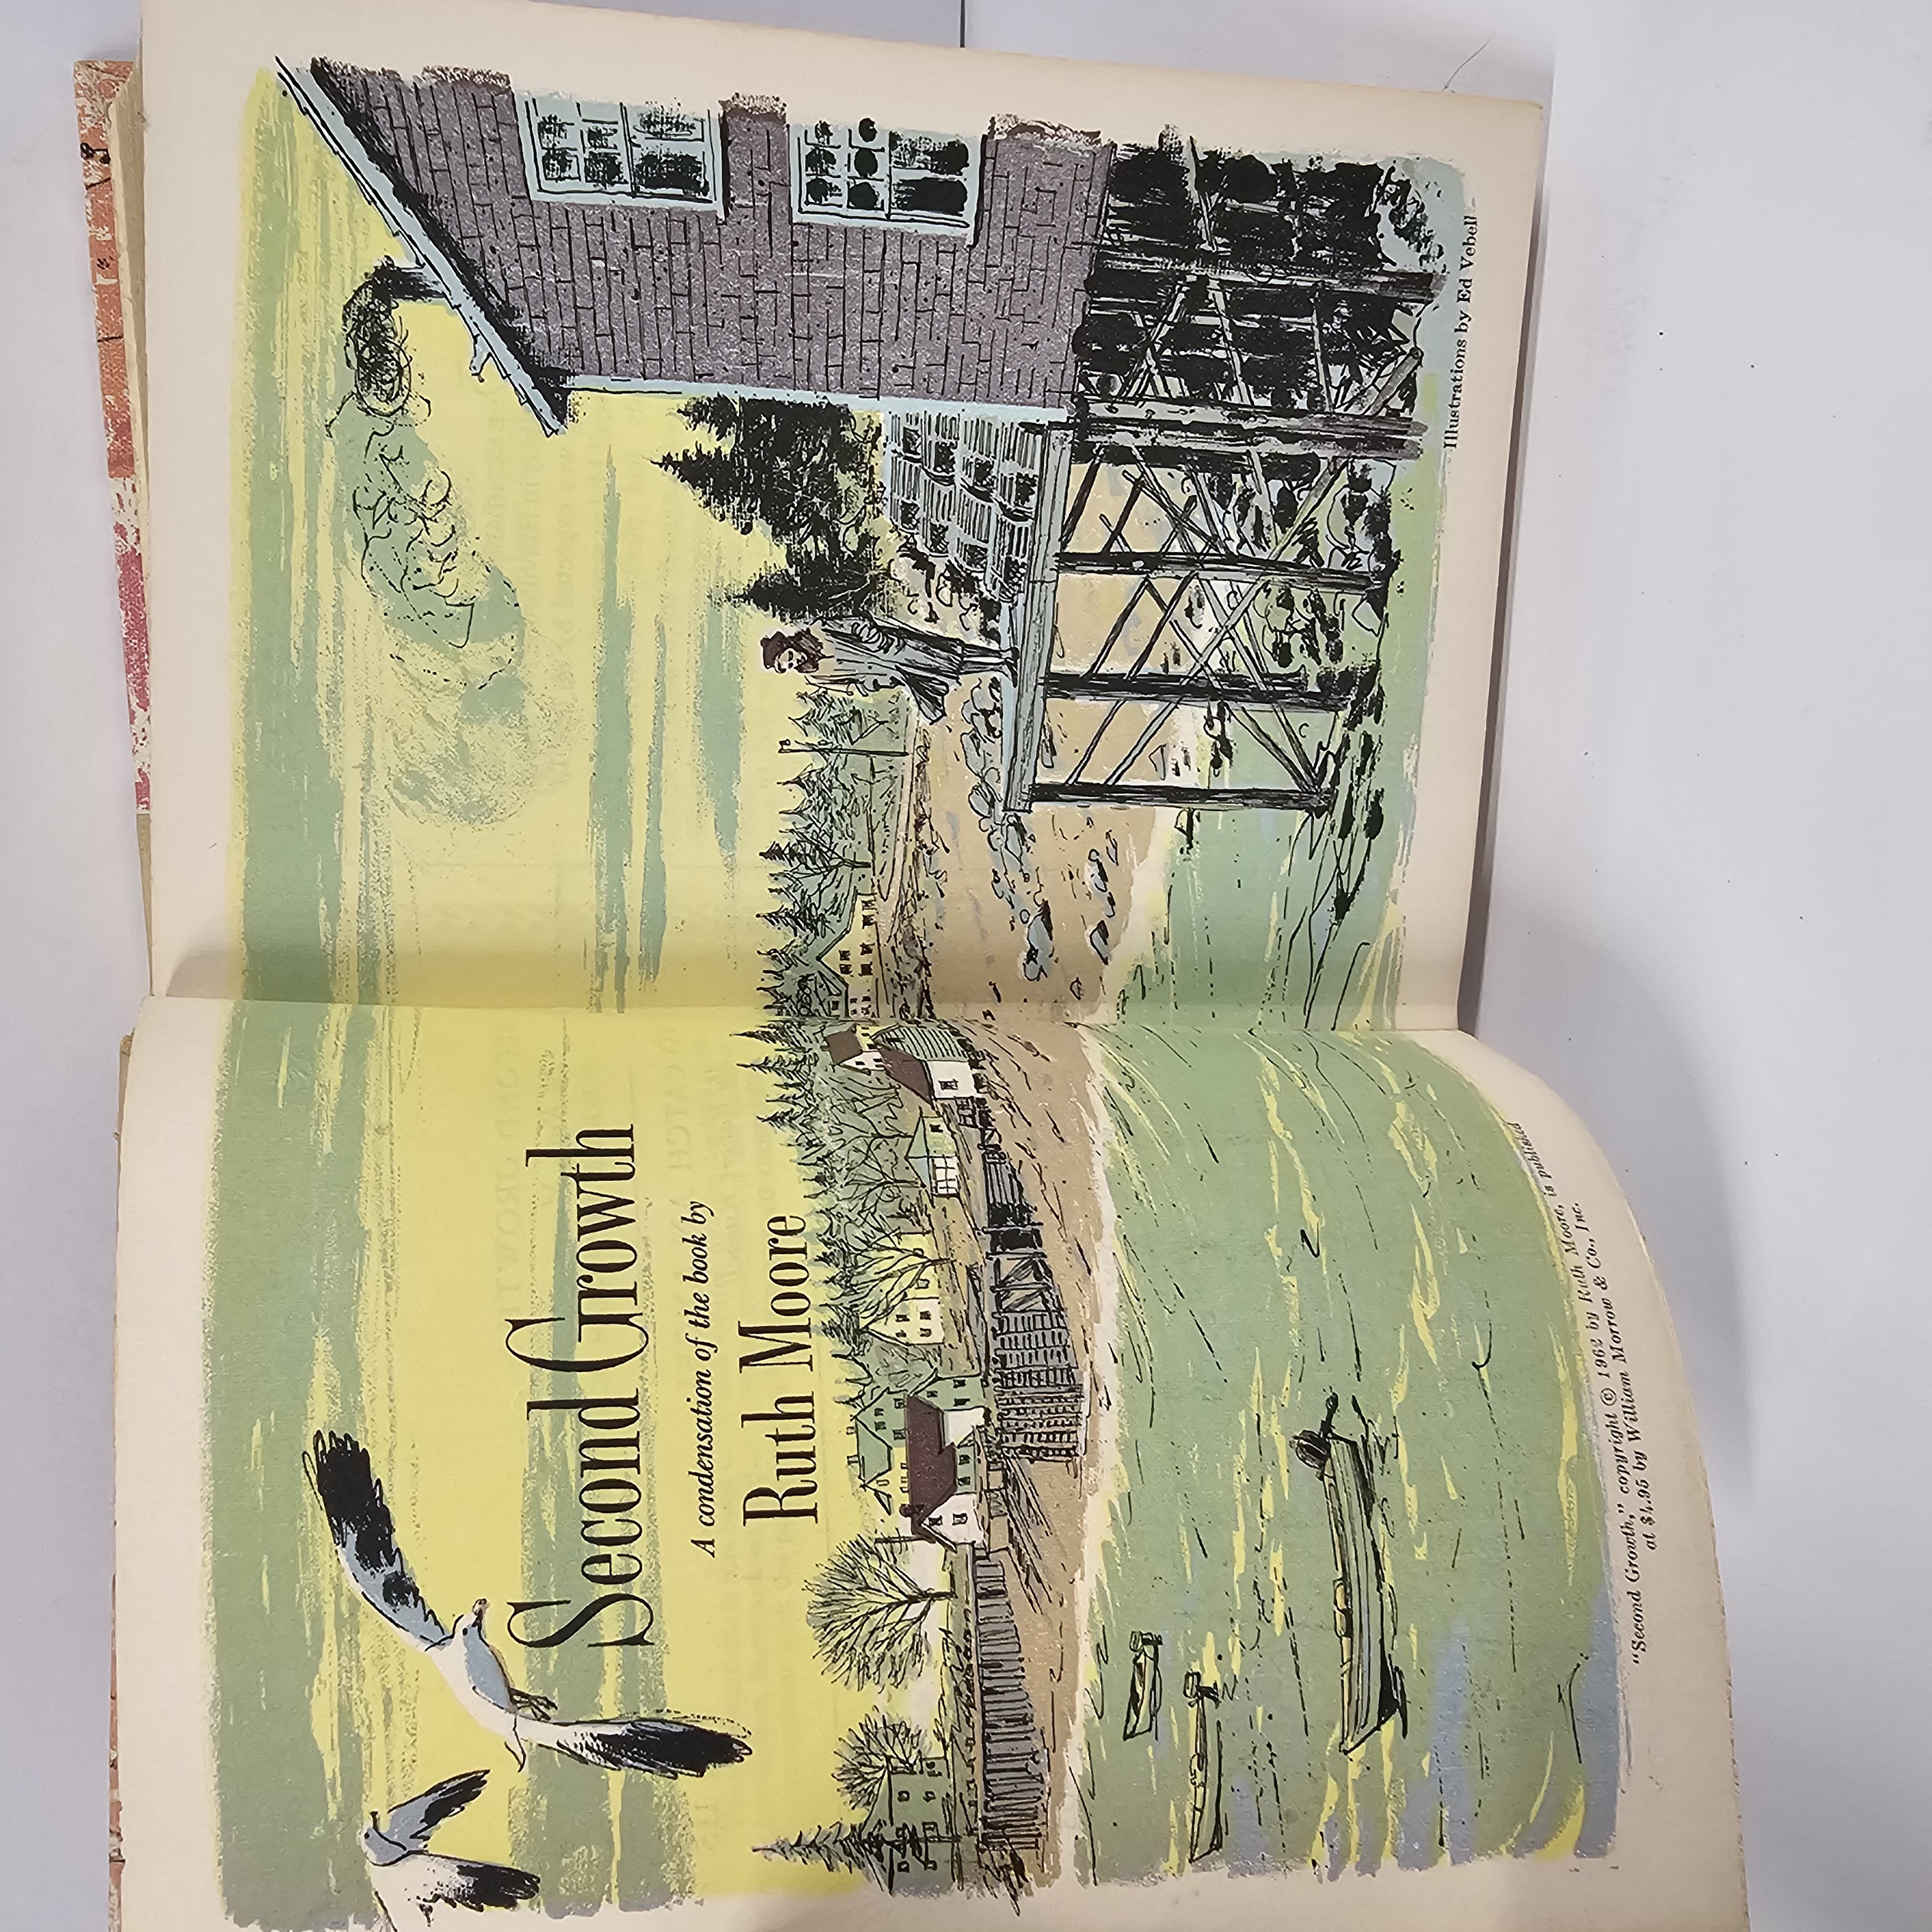 Second Growth
A condensation of the book by
Ruth Moore
"Second Growth," copyright © 1962 by Ruth Moore, is published
at $4.95 by William Morrow & Co., Inc.
Illustrations by Ed Vebell